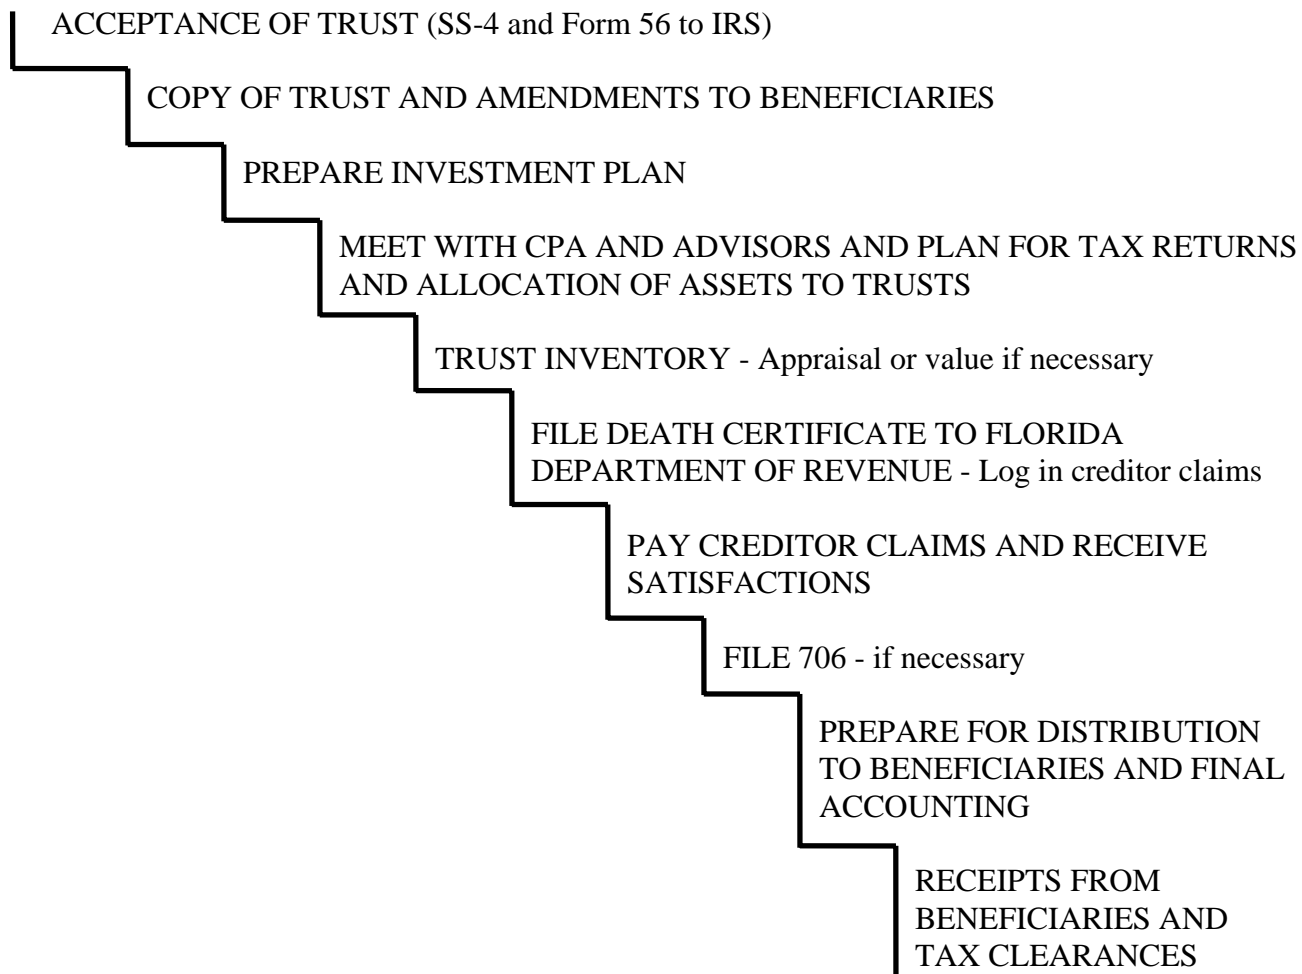 ACCEPTANCE OF TRUST (SS-4 and Form 56 to IRS)
COPY OF TRUST AND AMENDMENTS TO BENEFICIARIES
PREPARE INVESTMENT PLAN
MEET WITH CPA AND ADVISORS AND PLAN FOR TAX RETURNS
AND ALLOCATION OF ASSETS TO TRUSTS
TRUST INVENTORY - Appraisal or value if necessary
FILE DEATH CERTIFICATE TO FLORIDA
DEPARTMENT OF REVENUE - Log in creditor claims
PAY CREDITOR CLAIMS AND RECEIVE
SATISFACTIONS
FILE 706 - if necessary
PREPARE FOR DISTRIBUTION
TO BENEFICIARIES AND FINAL
ACCOUNTING
RECEIPTS FROM
BENEFICIARIES AND
TAX CLEARANCES